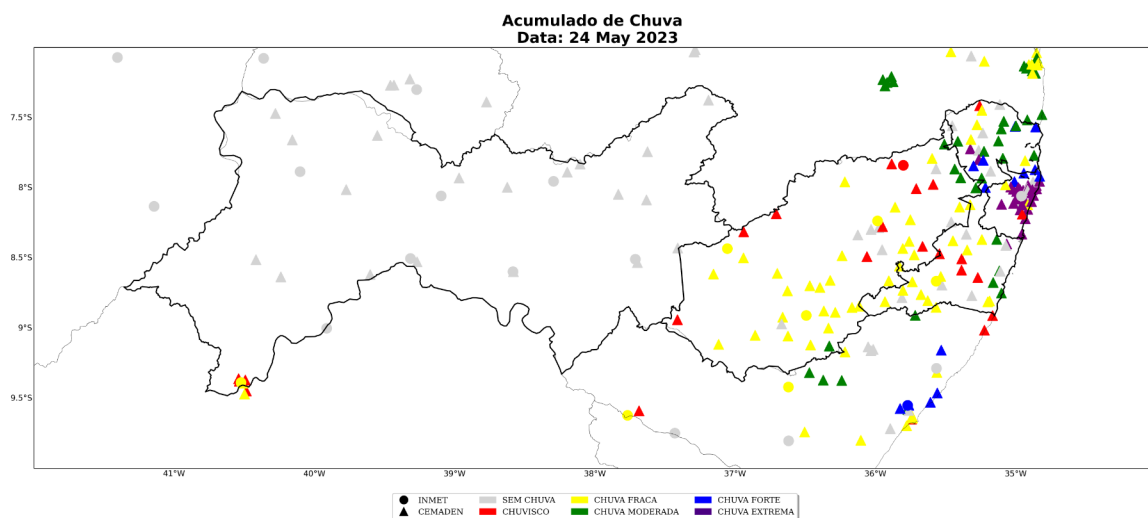 Acumulado de Chuva
Data: 24 May 2023
7.5°S
8°S
8.5°S
9°S
9.5°S
41°W 40°W 39°W 38°W 37°W 36°W 35°W
INMET SEM CHUVA CHUVA FRACA CHUVA FORTE
CEMADEN CHUVISCO CHUVA MODERADA CHUVA EXTREMA